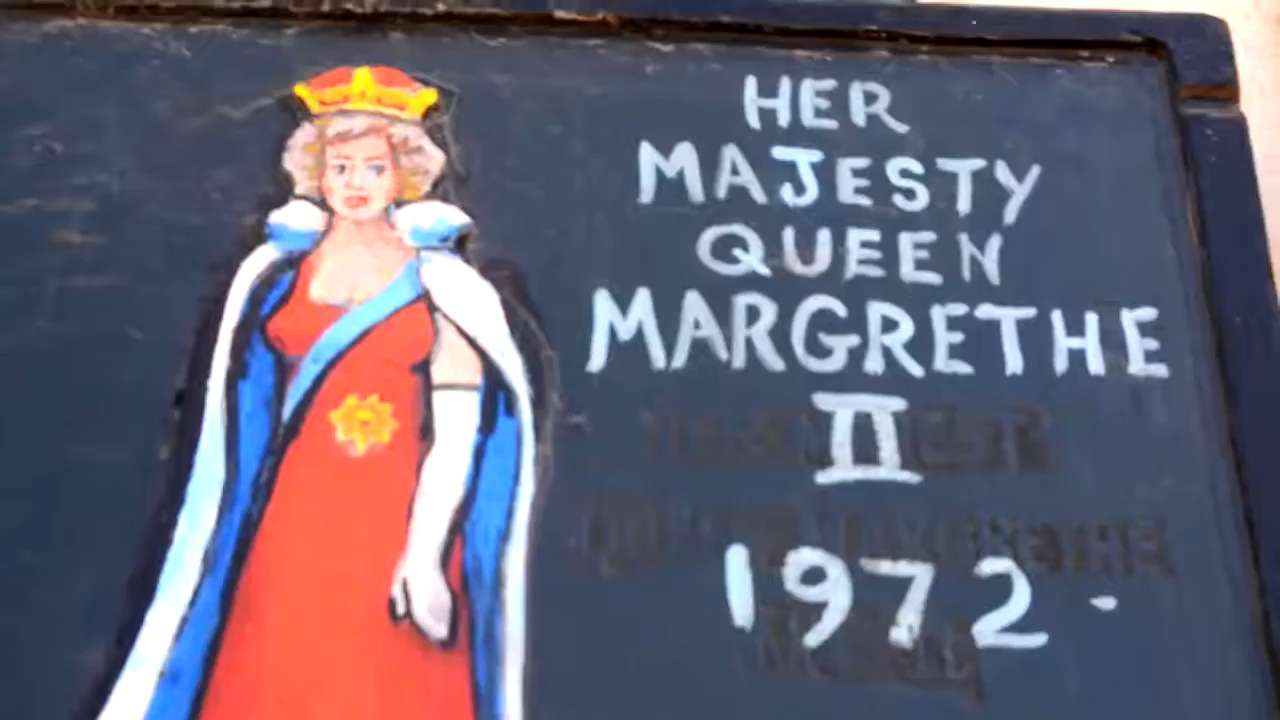 HER
MAJESTY
QUEEN
MARGRETHE
II
1972-